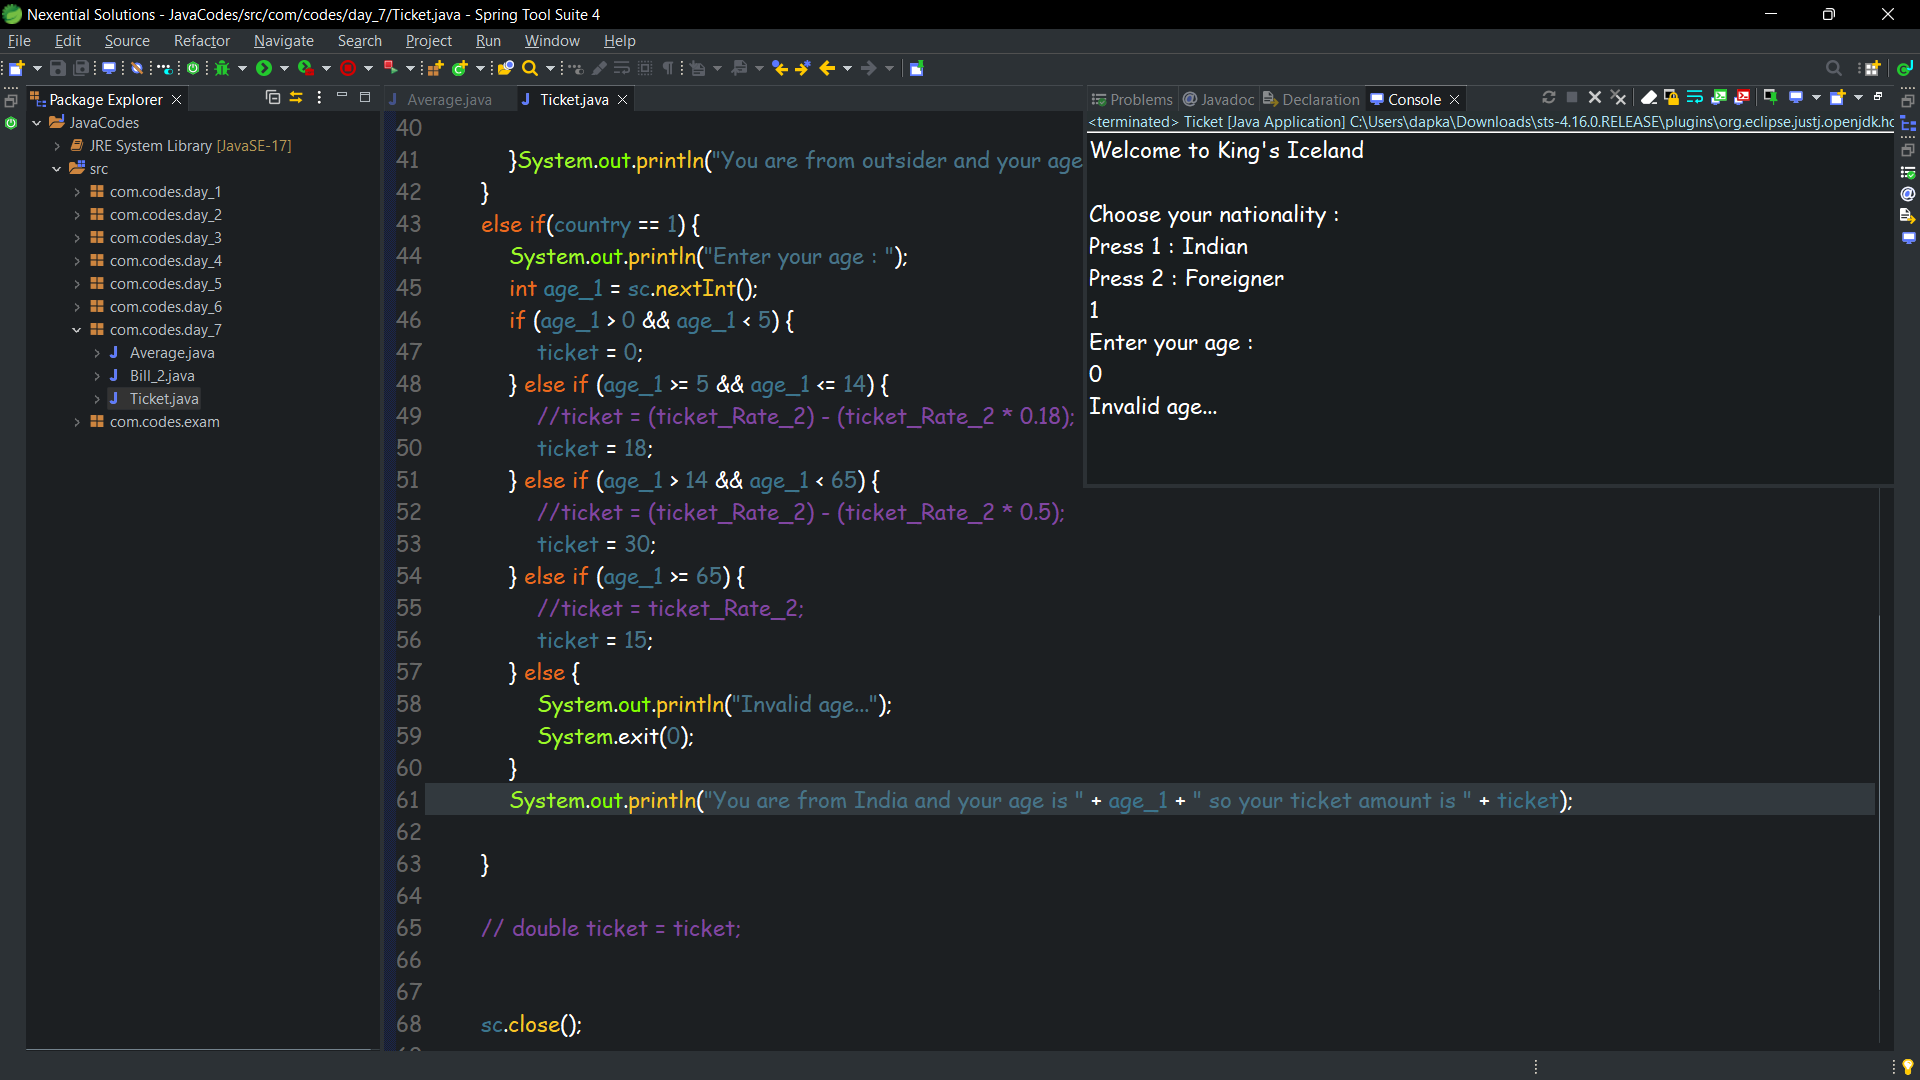 Nexential Solutions - JavaCodes/src/com/codes/day_7/Ticket.java - Spring Tool Suite 4
File Edit Source Refactor Navigate Search Project Run Window Help
Package Explorer
JavaCodes
JRE System Library [JavaSE-17]
src
com.codes.day_1
com.codes.day_2
com.codes.day_3
com.codes.day_4
com.codes.day_5
com.codes.day_6
com.codes.day_7
Average.java
Bill_2.java
Ticket.java
com.codes.exam
Average.java Ticket.java
40
41 }System.out.println("You are from outsider and your age
42 }
43 else if(country == 1) {
44 System.out.println("Enter your age : ");
45 int age_1 = sc.nextInt();
46 if (age_1 > 0 && age_1 < 5) {
47 ticket = 0;
48 } else if (age_1 >= 5 && age_1 <= 14) {
49 //ticket = (ticket_Rate_2) - (ticket_Rate_2 * 0.18);
50 ticket = 18;
51 } else if (age_1 > 14 && age_1 < 65) {
52 //ticket = (ticket_Rate_2) - (ticket_Rate_2 * 0.5);
53 ticket = 30;
54 } else if (age_1 >= 65) {
55 //ticket = ticket_Rate_2;
56 ticket = 15;
57 } else {
58 System.out.println("Invalid age...");
59 System.exit(0);
60 }
61 System.out.println("You are from India and your age is " + age_1 + " so your ticket amount is " + ticket);
62
63 }
64
65 // double ticket = ticket;
66
67
68 sc.close();
Problems Javadoc Declaration Console
<terminated> Ticket [Java Application] C:\Users\dapka\Downloads\sts-4.16.0.RELEASE\plugins\org.eclipse.justj.openjdk.hc
Welcome to King's Iceland
Choose your nationality :
Press 1 : Indian
Press 2 : Foreigner
1
Enter your age :
0
Invalid age...